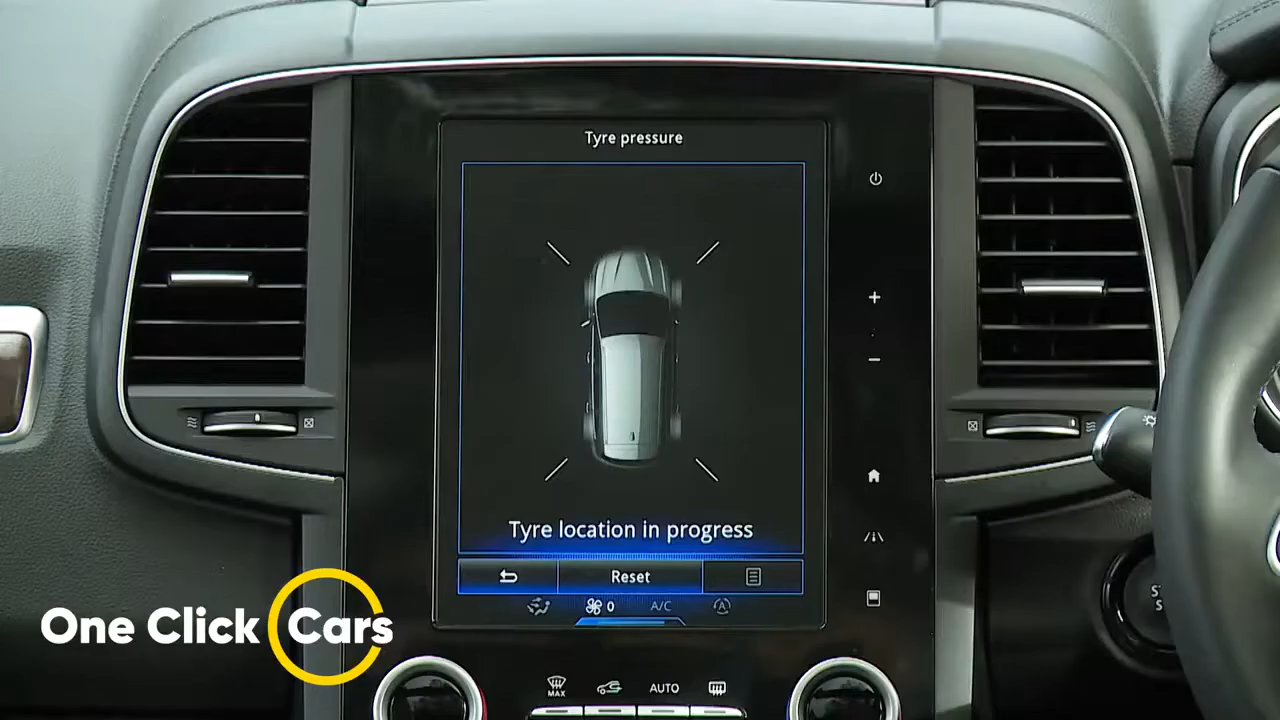 Tyre pressure
Tyre location in progress
Reset
0
A/C
One Click Cars
MAX
AUTO